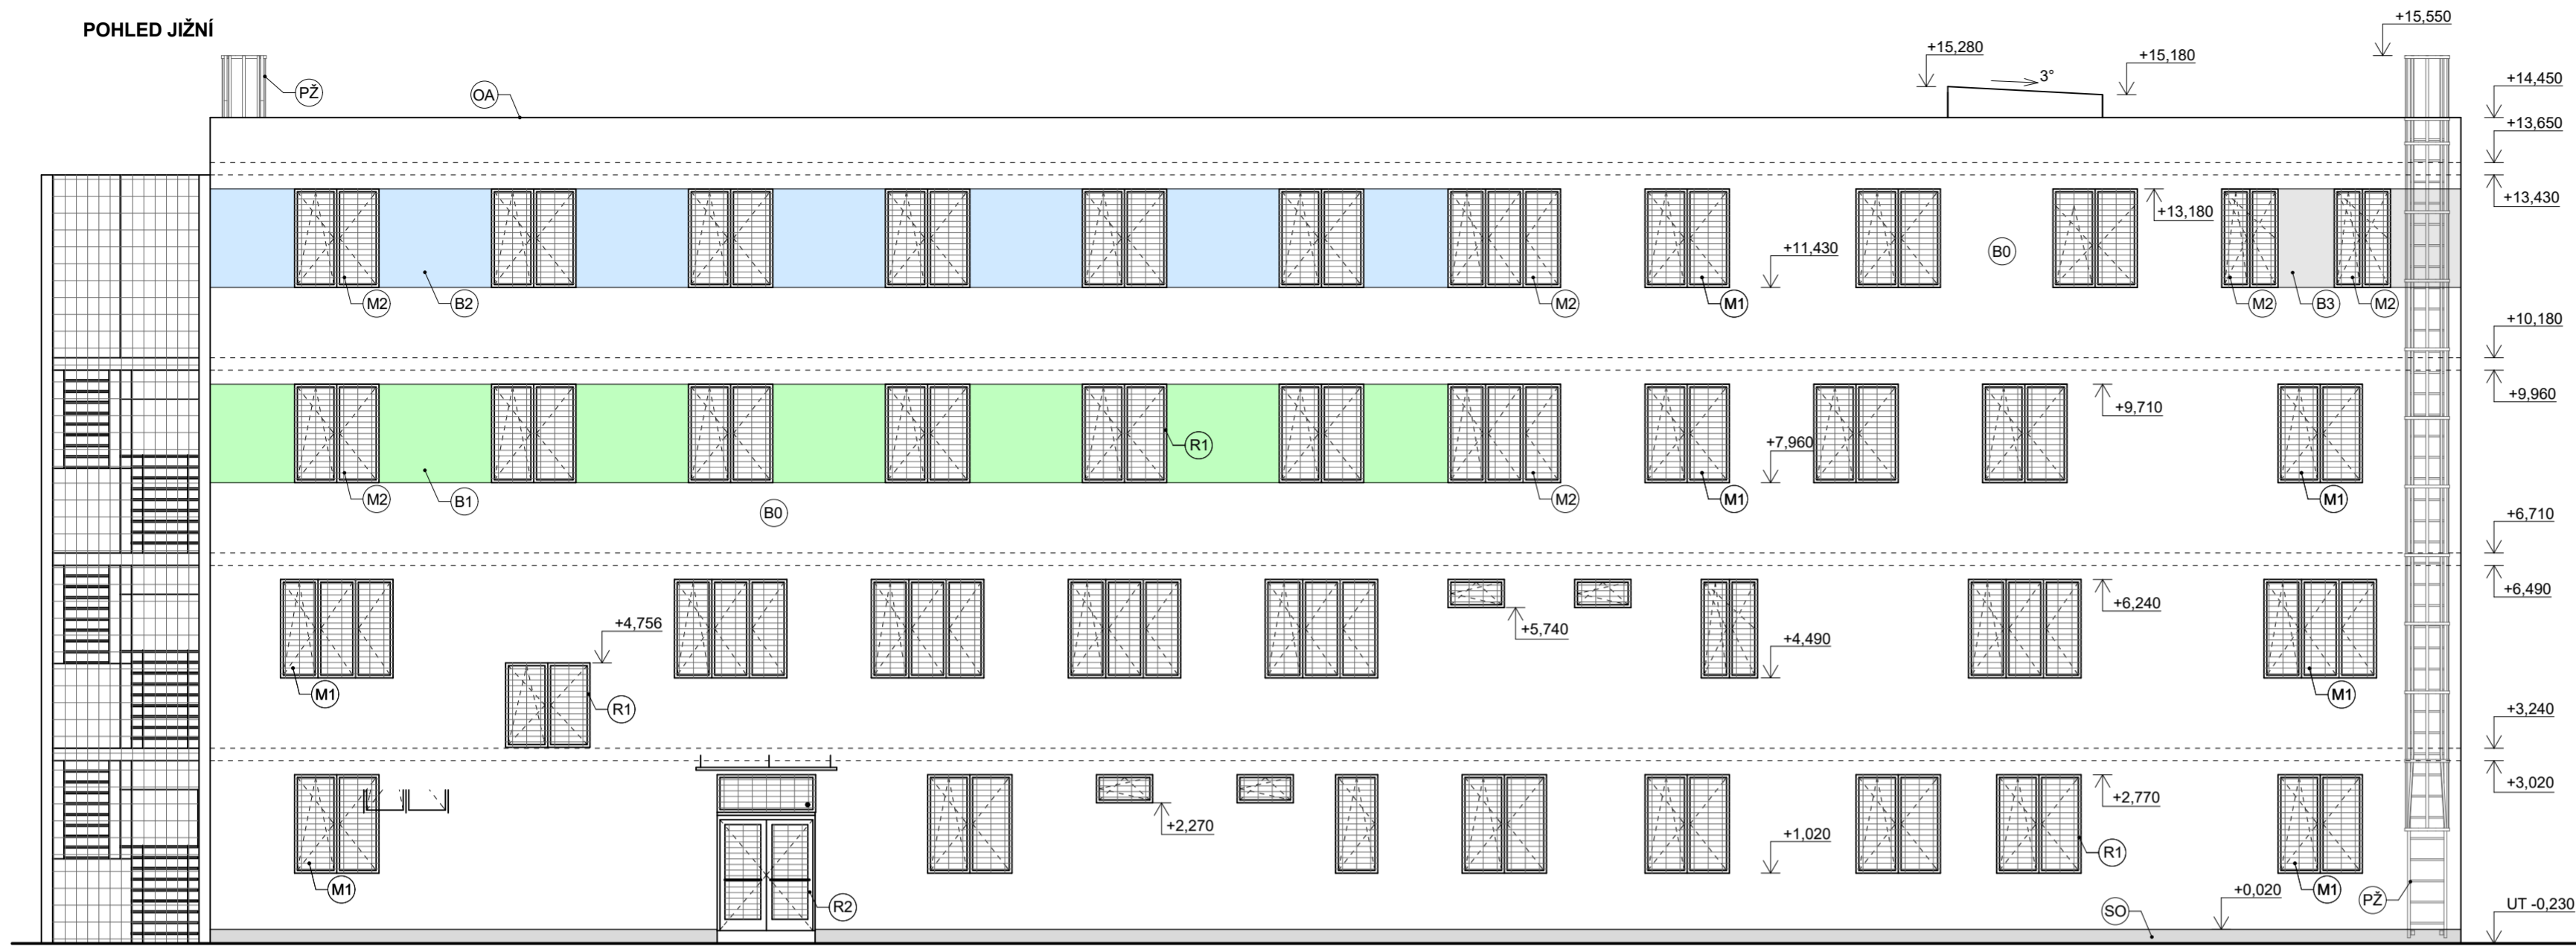 POHLED JIŽNÍ
+15,550
+15,280
3°
+15,180
+14,450
PŽ
OA
+13,650
+13,430
+13,180
B0
+11,430
M2
B2
M2
M1
M2
B3
M2
+10,180
+9,960
+9,710
R1
+7,960
M2
B1
B0
M2
M1
M1
+6,710
+6,490
+6,240
+5,740
+4,756
+4,490
M1
R1
M1
+3,240
+3,020
+2,770
+2,270
+1,020
R1
M1
R2
M1
PŽ
+0,020
SO
UT -0,230